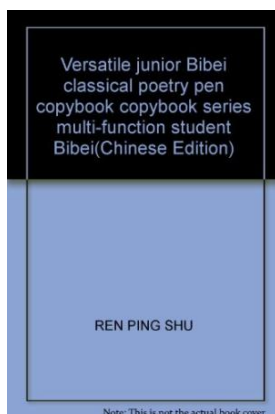 Versatile junior Bibei
classical poetry pen
copybook copybook series
multi-function student
Bibei(Chinese Edition)
REN PING SHU
Note: This is not the actual book cover